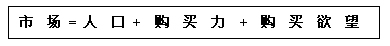 市 场 = 人 口 + 购 买 力 + 购 买 欲 望